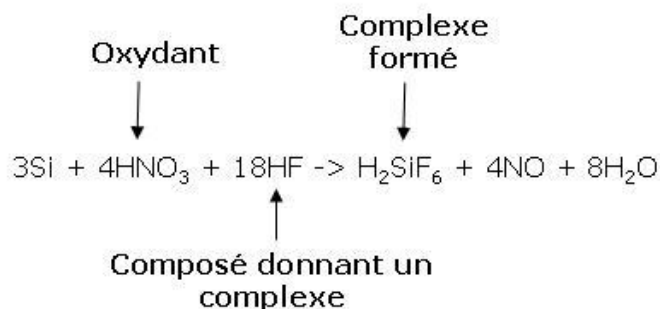 Complexe
Oxydant formé
3Si + 4HNO₃ + 18HF -> H₂SiF₆ + 4NO + 8H₂O
Composé donnant un
complexe